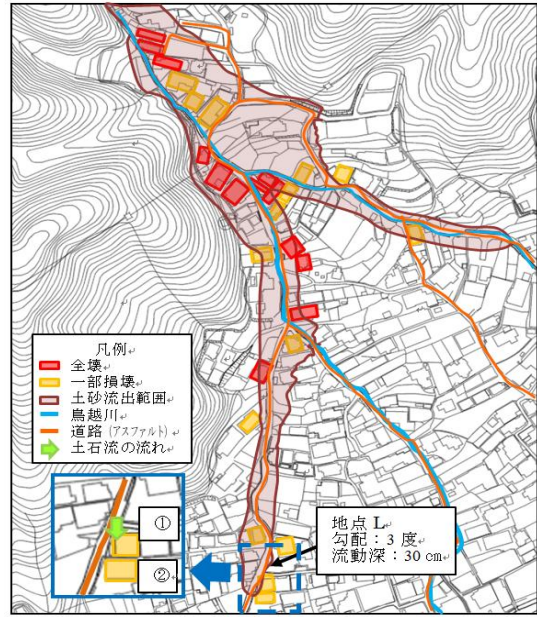 凡例
全壊
一部損壊
土砂流出範囲
鳥越川
道路（アスファルト）
土石流の流れ
①
②
地点 L
勾配：3 度
流動深：30 cm